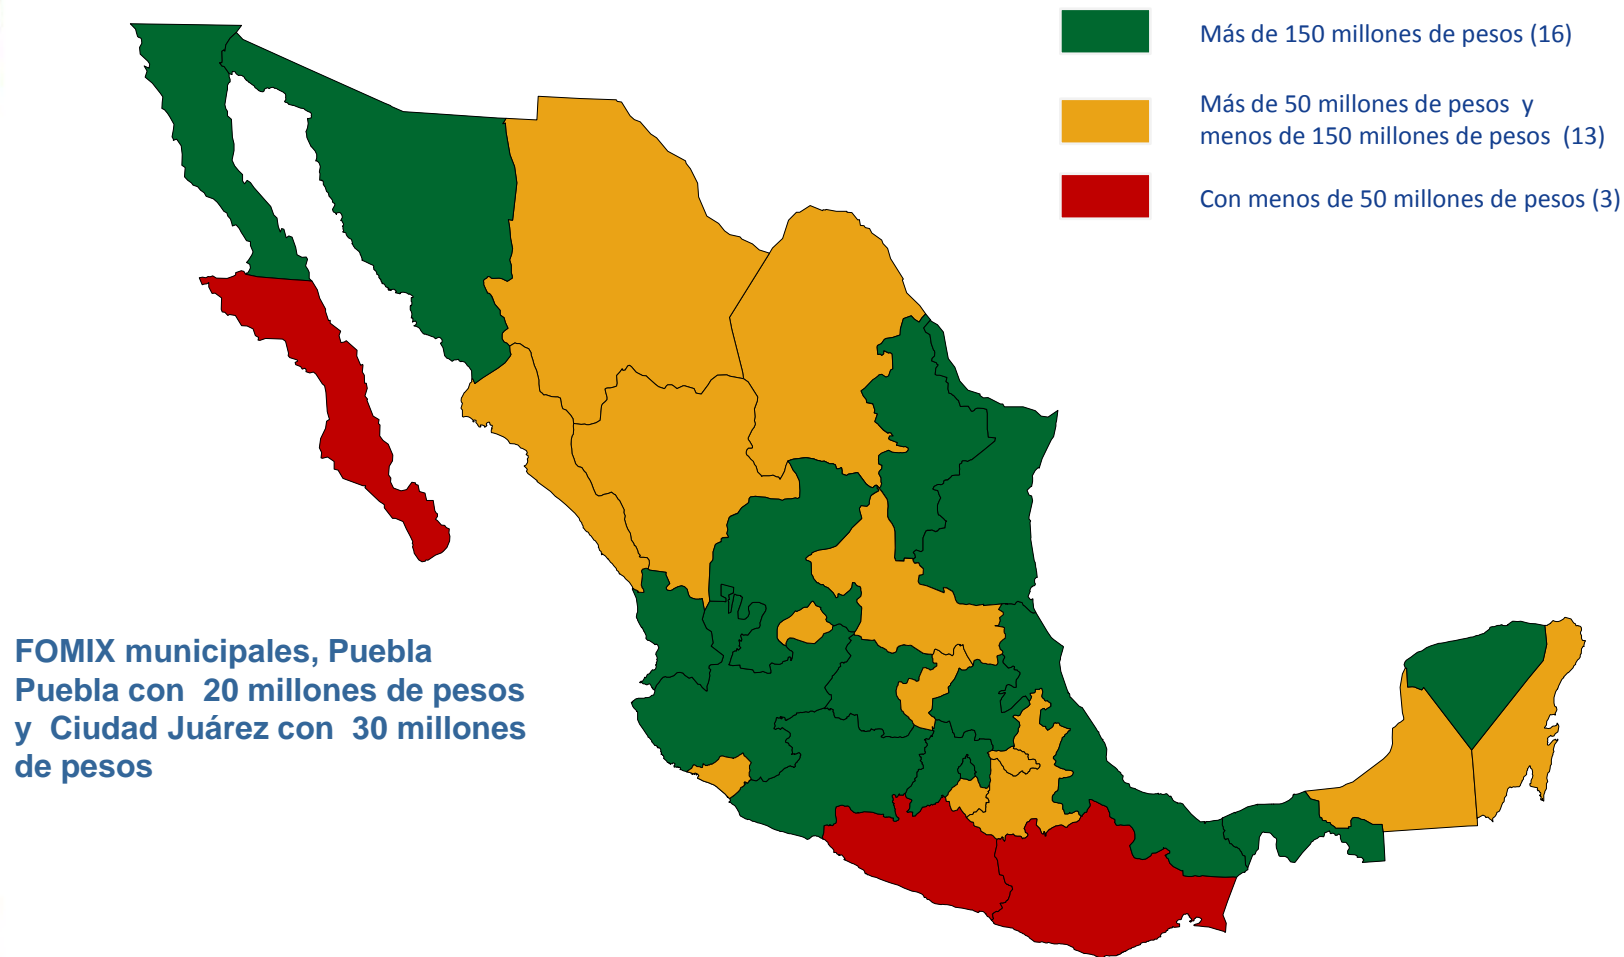 Más de 150 millones de pesos (16)
Más de 50 millones de pesos y
menos de 150 millones de pesos (13)
Con menos de 50 millones de pesos (3)
FOMIX municipales, Puebla
Puebla con 20 millones de pesos
y Ciudad Juárez con 30 millones
de pesos